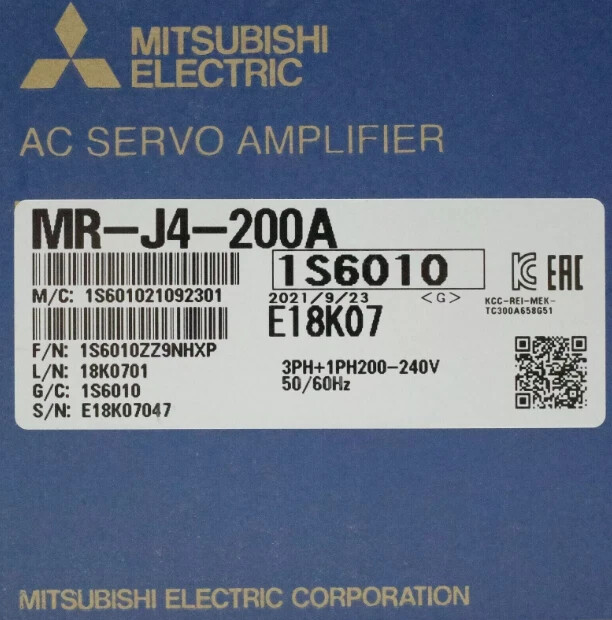 MITSUBISHI
ELECTRIC
AC SERVO AMPLIFIER
MR-J4-200A
1S6010
M/C: 1S601021092301
2021/9/23 <G>
KCC-REI-MEK-
TC300A658G51
E18K07
F/N: 1S6010ZZ9NHXP
L/N: 18K0701
G/C: 1S6010
S/N: E18K07047
3PH+1PH200-240V
50/60Hz
EAC
MITSUBISHI ELECTRIC CORPORATION